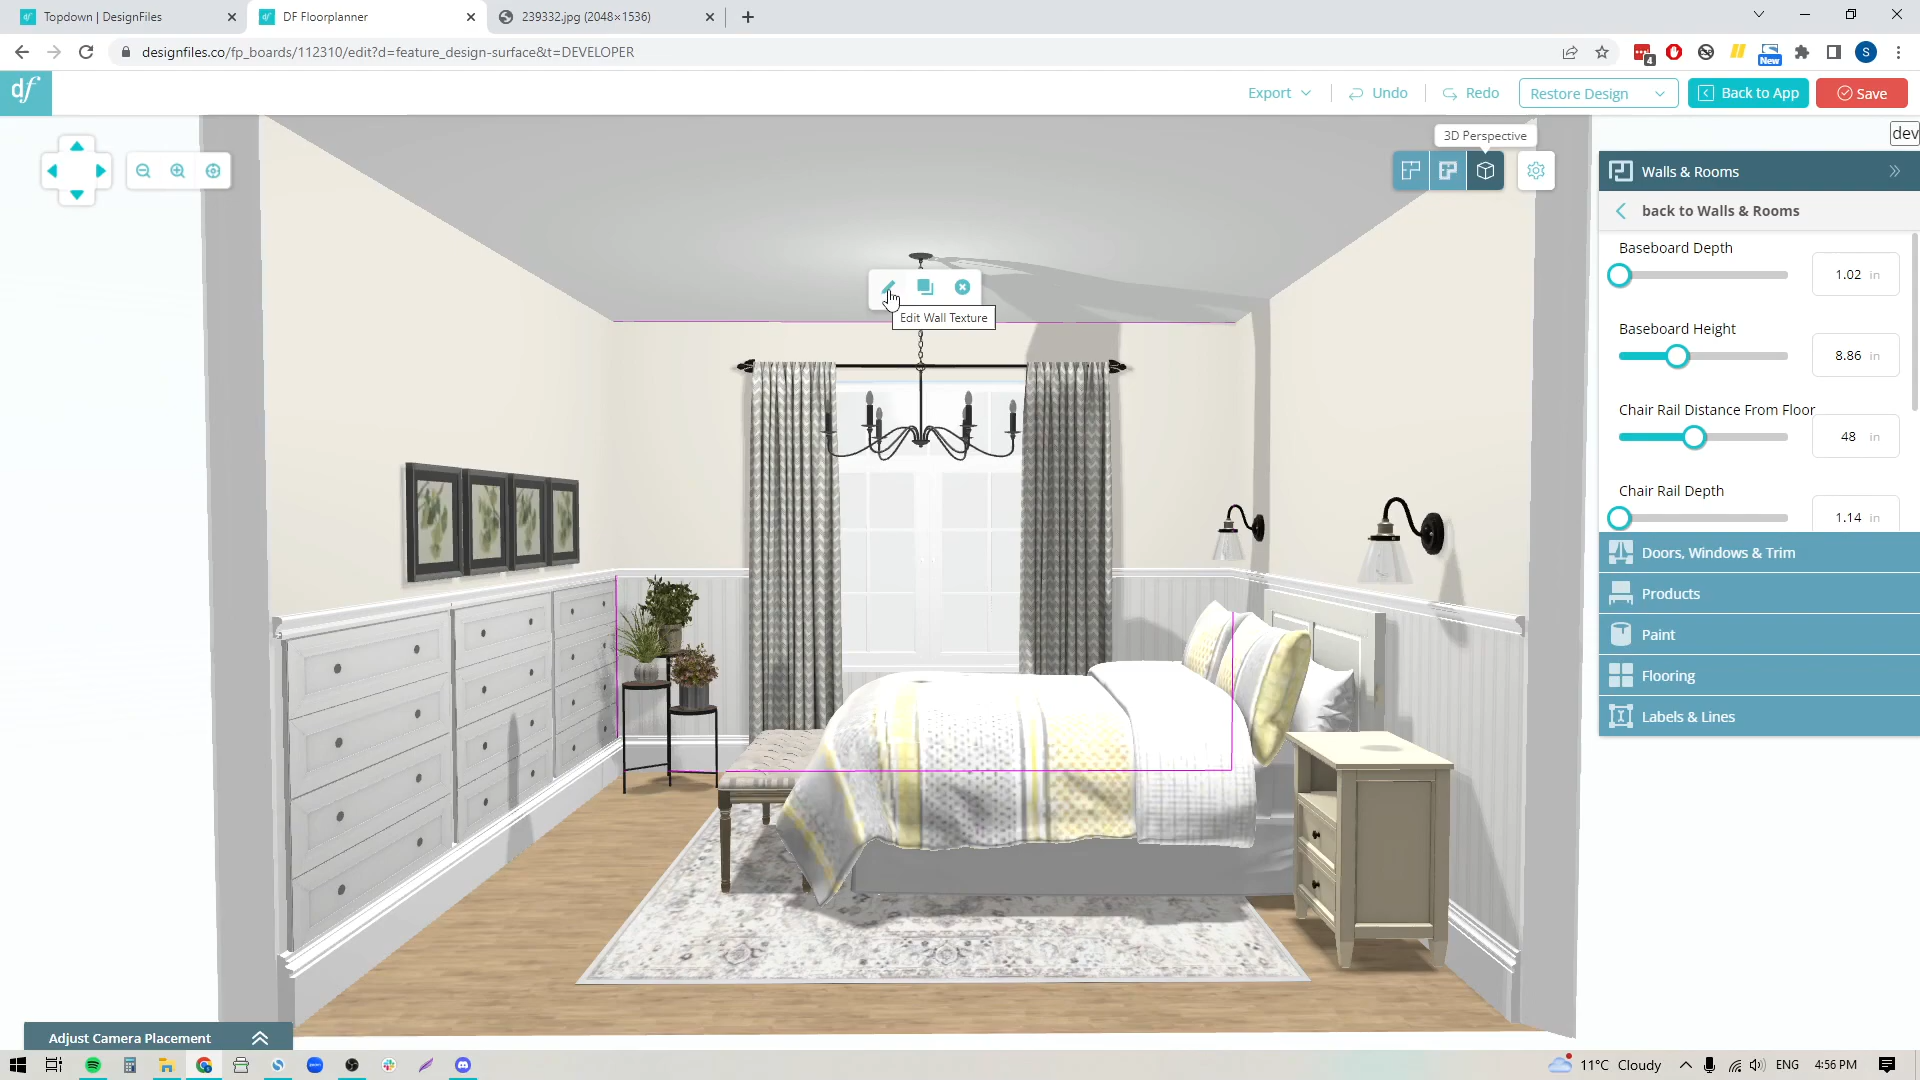 Topdown | DesignFiles
DF Floorplanner
239332.jpg (2048×1536)
designfiles.co/fp_boards/112310/edit?d=feature_design-surface&t=DEVELOPER
4
New
S
df
Export
Undo
Redo
Restore Design
Back to App
Save
3D Perspective
dev
Walls & Rooms
back to Walls & Rooms
Baseboard Depth
1.02 in
Baseboard Height
8.86 in
Chair Rail Distance From Floor
48 in
Chair Rail Depth
1.14 in
Doors, Windows & Trim
Products
Paint
Flooring
Labels & Lines
Edit Wall Texture
Adjust Camera Placement
11°C Cloudy
ENG
4:56 PM